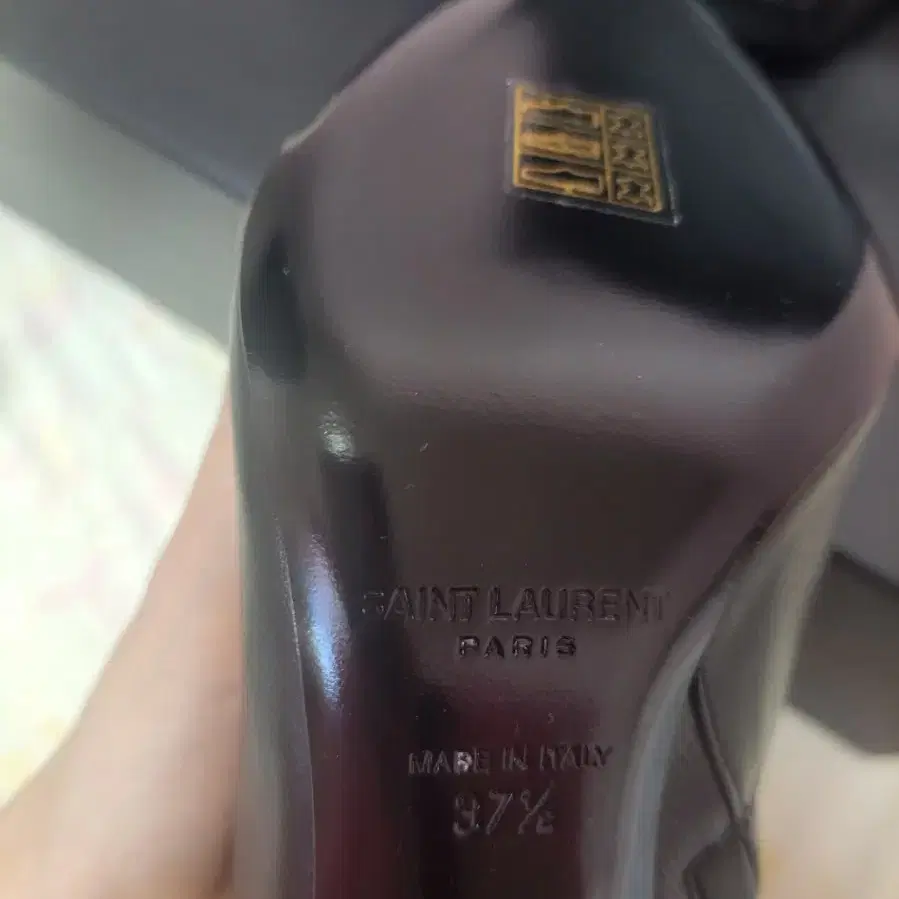 SAINT LAURENT
PARIS
MADE IN ITALY
37½